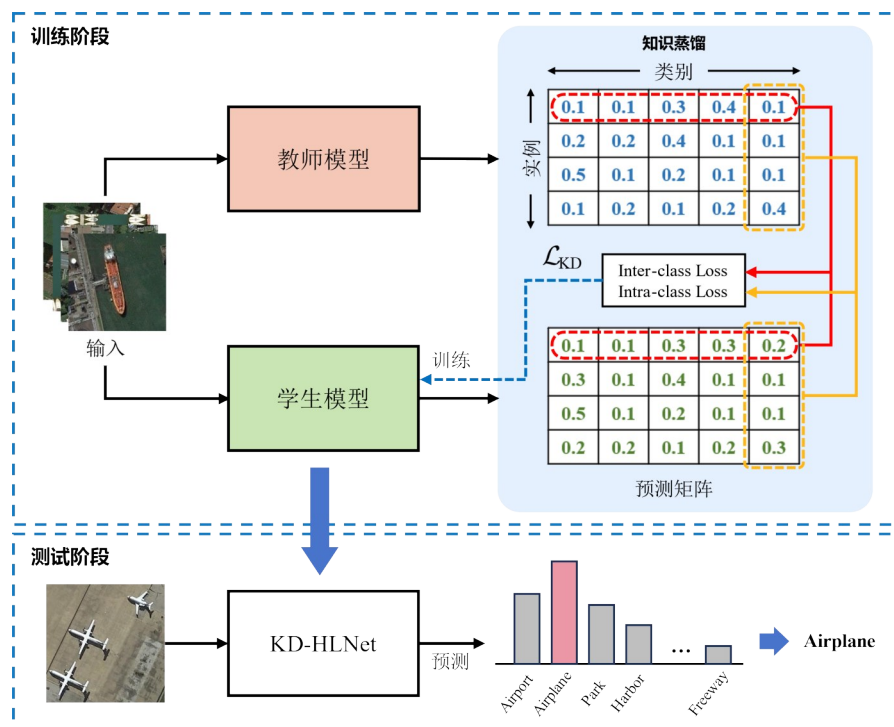 训练阶段
知识蒸馏
类别
实例
0.1 0.1 0.3 0.4 0.1
0.2 0.2 0.4 0.1 0.1
0.5 0.1 0.2 0.1 0.1
0.1 0.2 0.1 0.2 0.4
教师模型
输入
ℒKD
Inter-class Loss
Intra-class Loss
训练
学生模型
0.1 0.1 0.3 0.3 0.2
0.3 0.1 0.4 0.1 0.1
0.5 0.1 0.2 0.1 0.1
0.2 0.2 0.1 0.2 0.3
预测矩阵
测试阶段
KD-HLNet
预测
...
Airport
Airplane
Park
Harbor
Freeway
Airplane